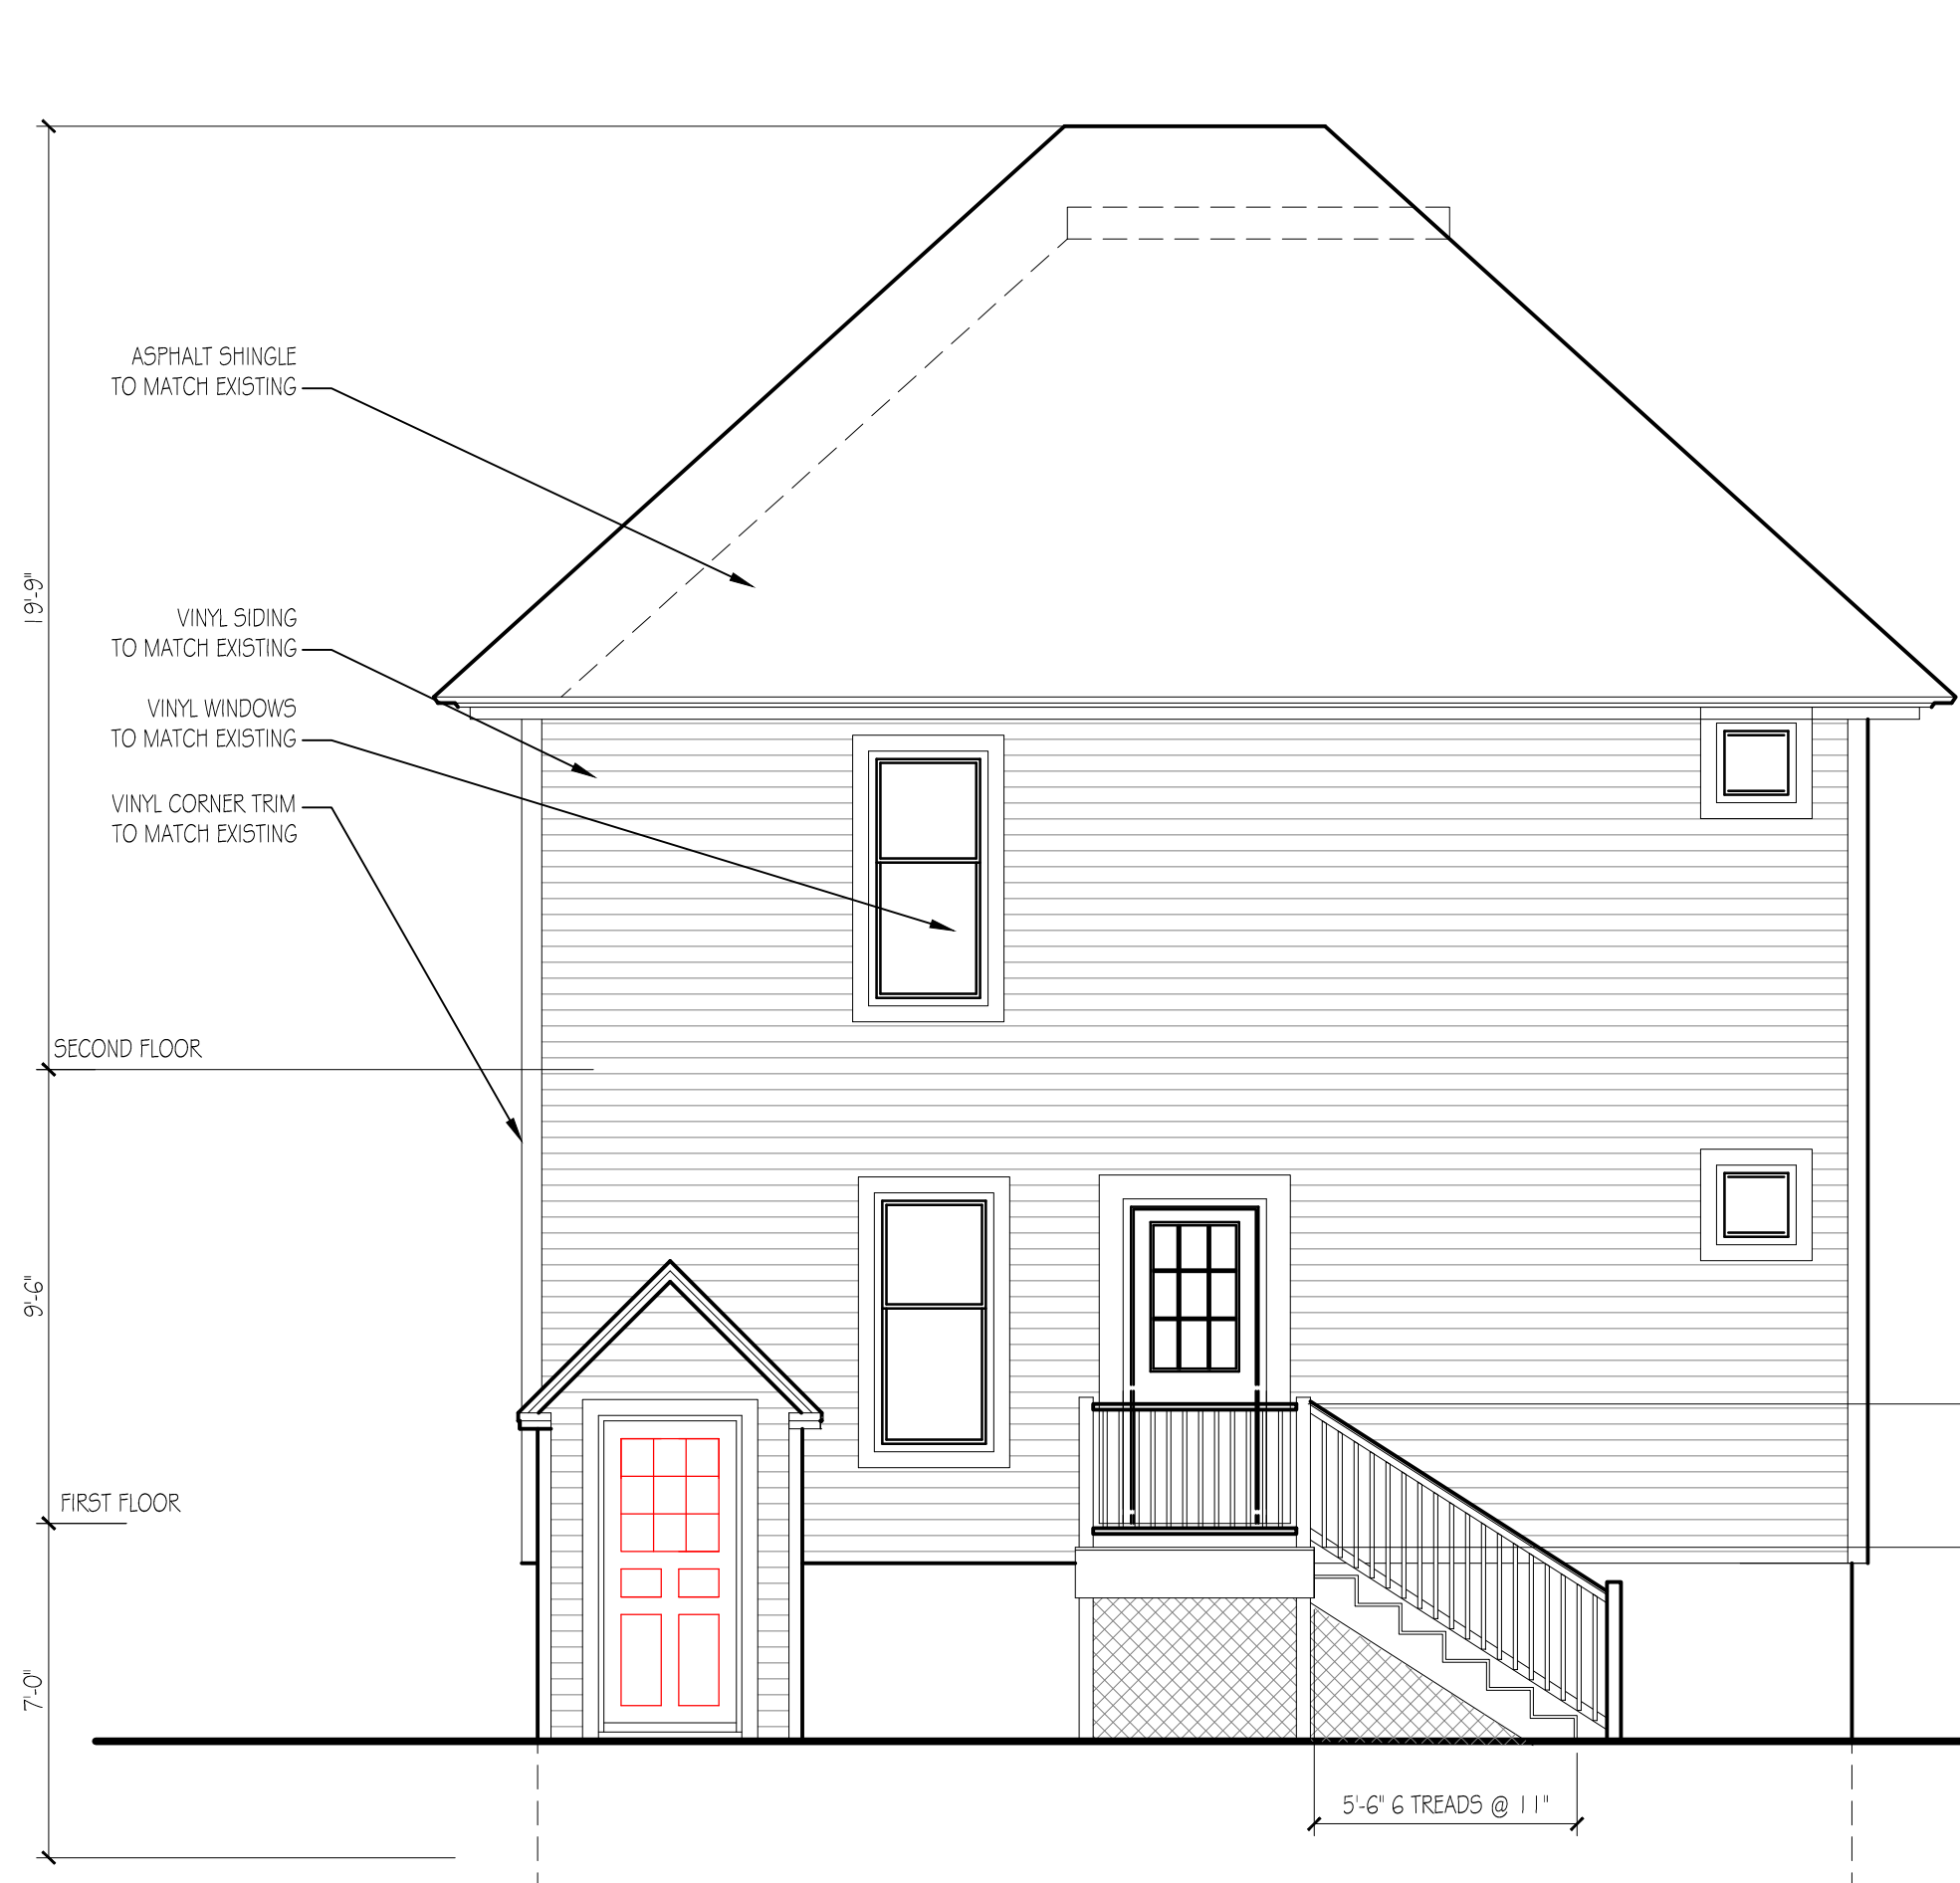 ASPHALT SHINGLE
TO MATCH EXISTING
19'-9"
VINYL SIDING
TO MATCH EXISTING
VINYL WINDOWS
TO MATCH EXISTING
VINYL CORNER TRIM
TO MATCH EXISTING
SECOND FLOOR
9'-6"
FIRST FLOOR
7'-0"
5'-6" 6 TREADS @ 11"